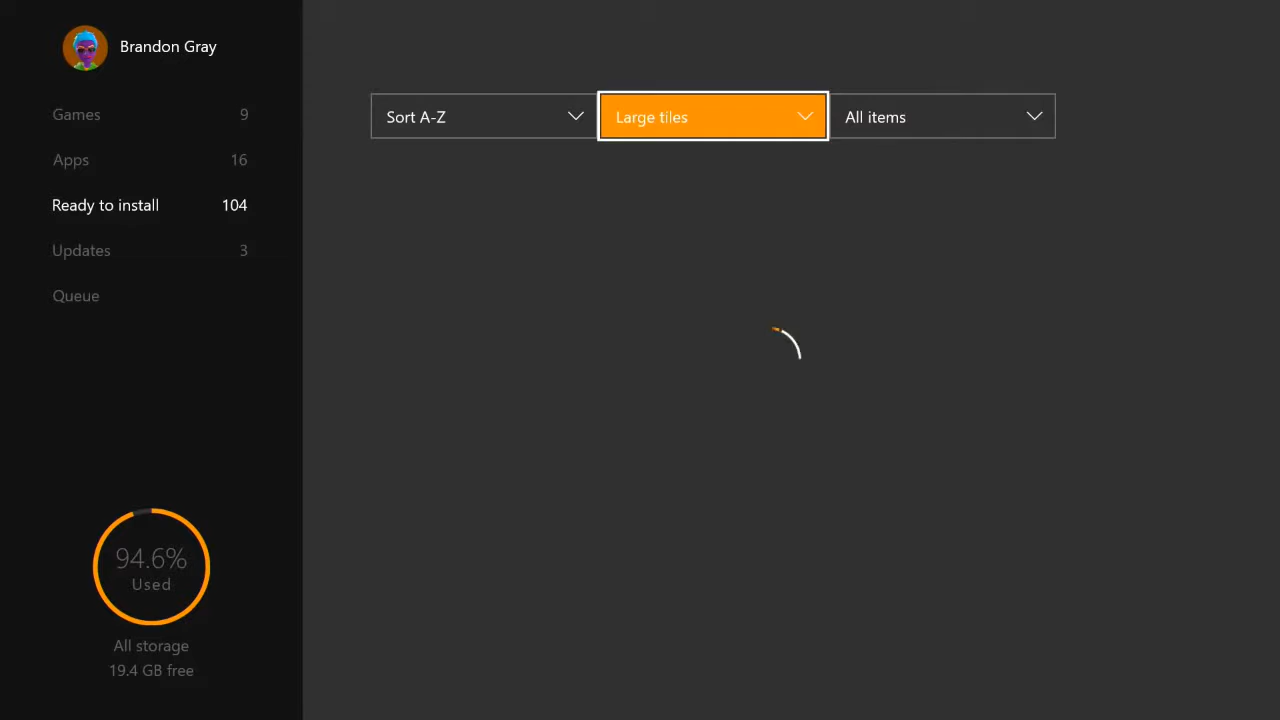 Brandon Gray
Games 9
Apps 16
Ready to install 104
Updates 3
Queue
94.6%
Used
All storage
19.4 GB free
Sort A-Z
Large tiles
All items